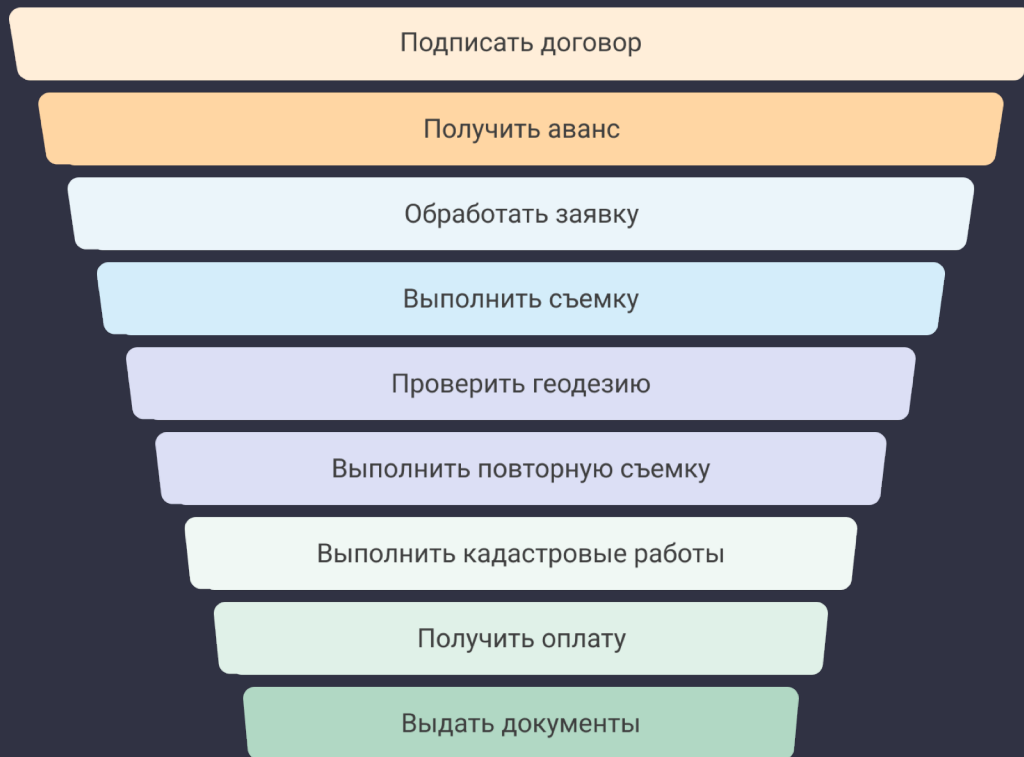 Подписать договор
Получить аванс
Обработать заявку
Выполнить съемку
Проверить геодезию
Выполнить повторную съемку
Выполнить кадастровые работы
Получить оплату
Выдать документы